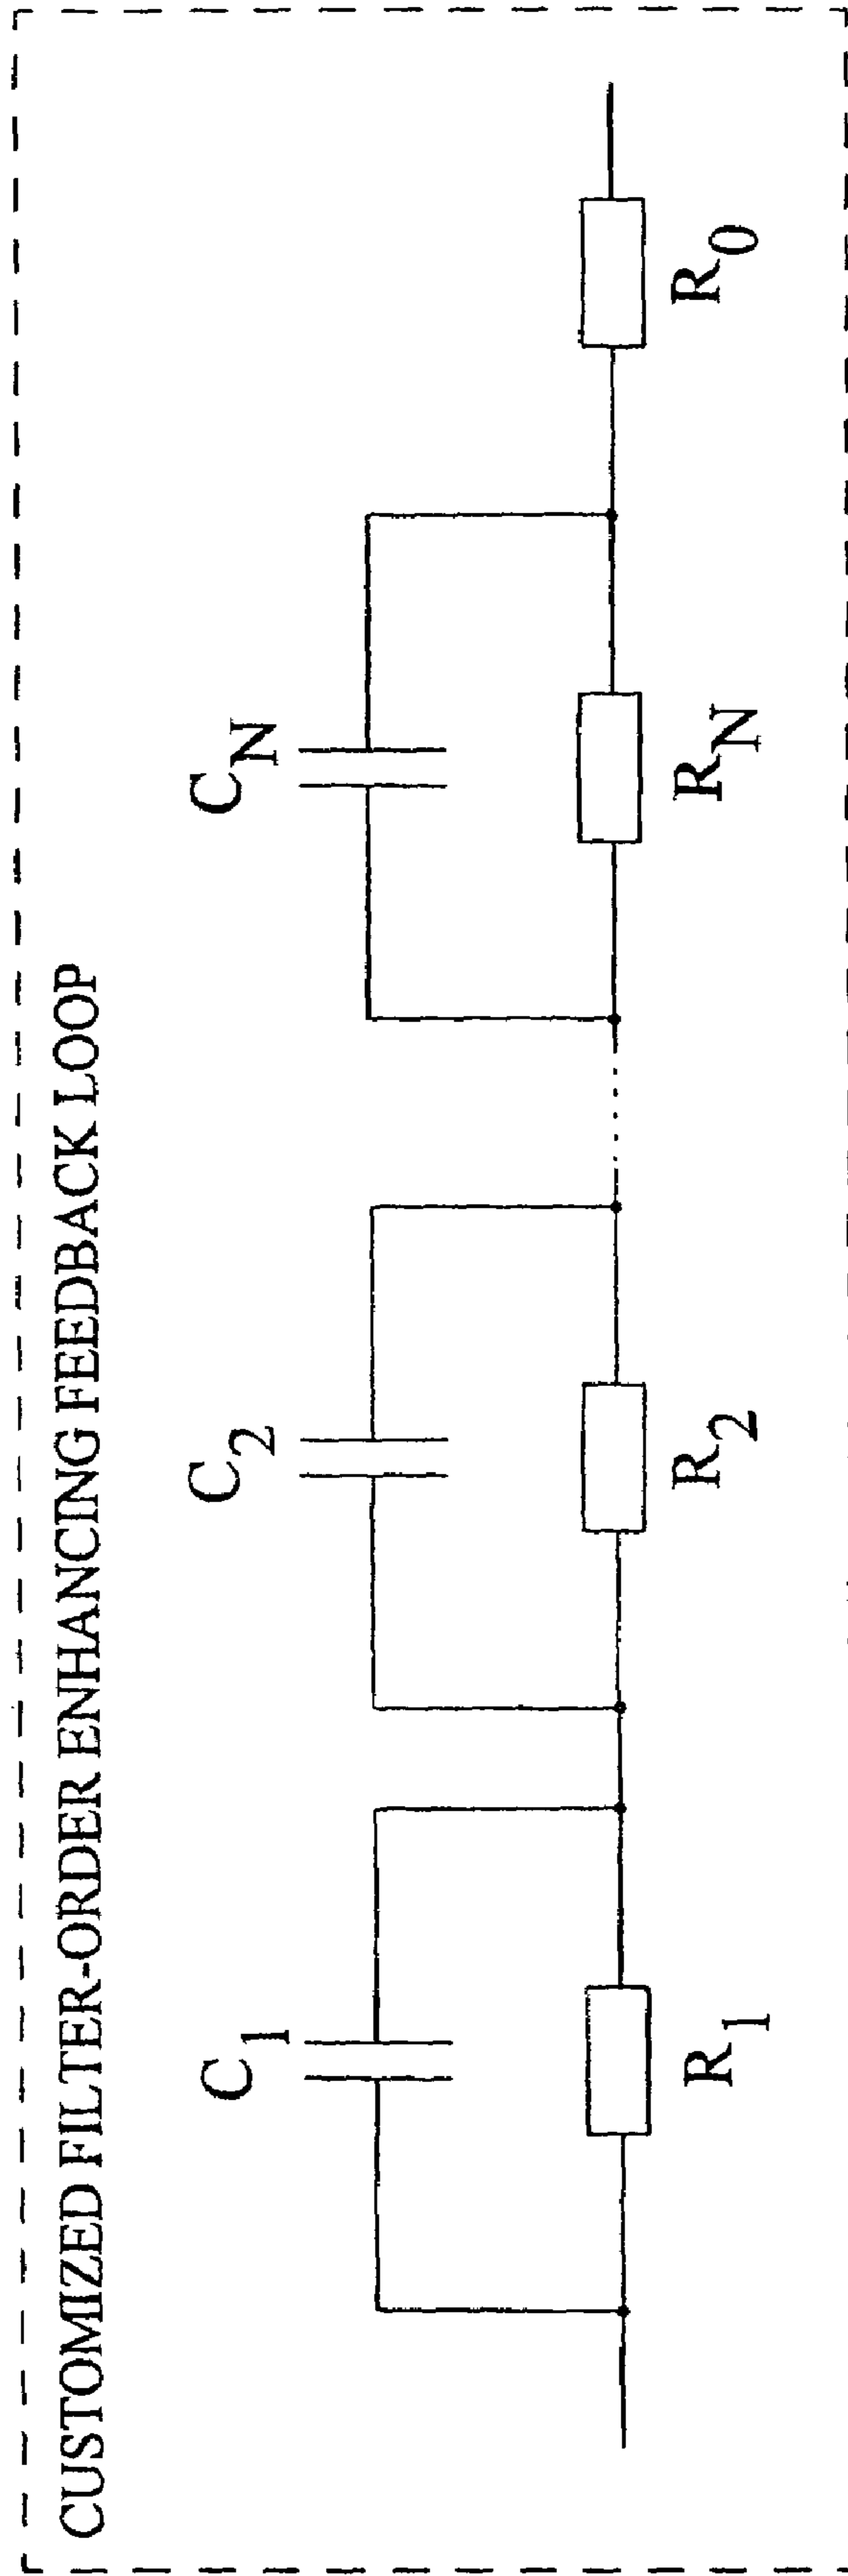 CUSTOMIZED FILTER-ORDER ENHANCING FEEDBACK LOOP
C1
C2
CN
R1
R2
RN
R0